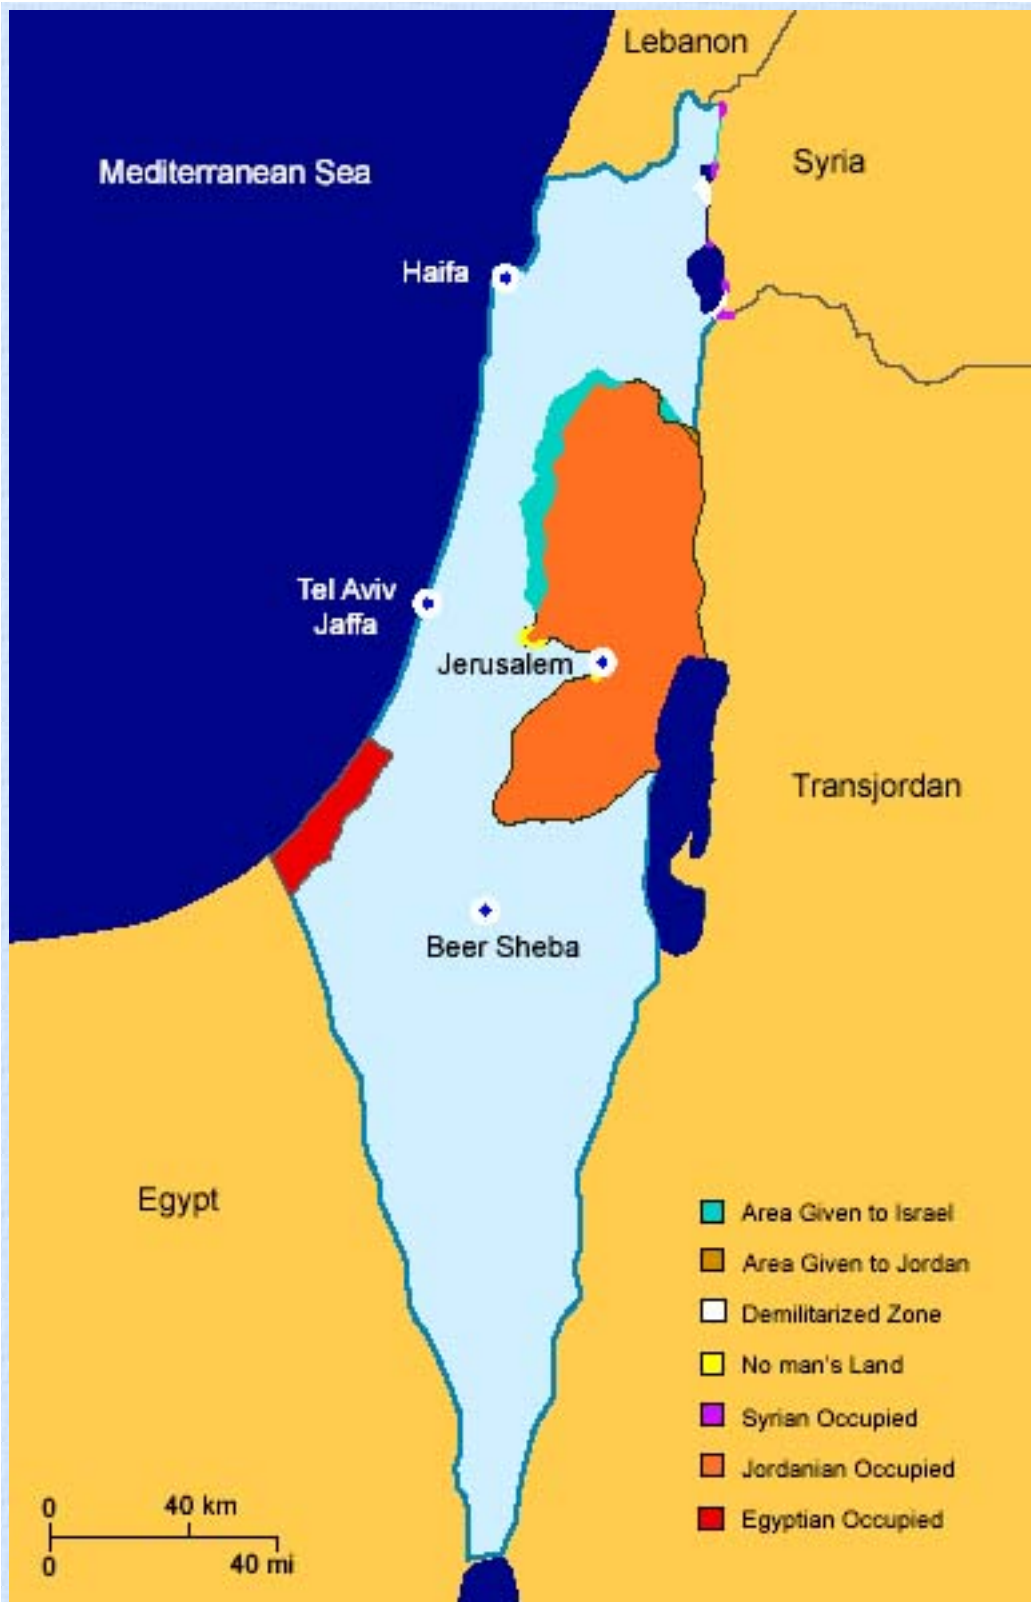 Lebanon
Mediterranean Sea
Syria
Haifa
Tel Aviv
Jaffa
Jerusalem
Transjordan
Beer Sheba
Egypt
Area Given to Israel
Area Given to Jordan
Demilitarized Zone
No man's Land
Syrian Occupied
Jordanian Occupied
Egyptian Occupied
0 40 km
0 40 mi